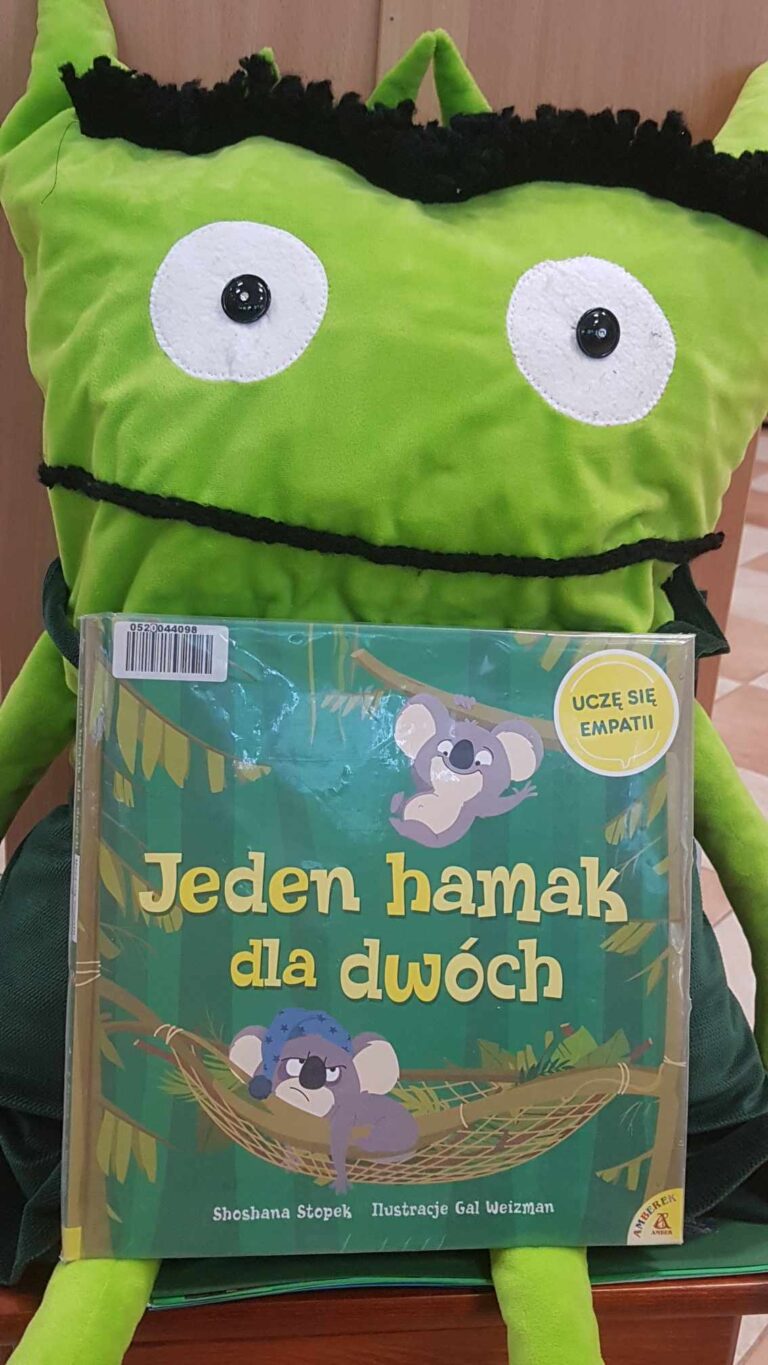 0520044098
UCZĘ SIĘ
EMPATII
Jeden hamak
dla dwóch
Shoshana Stopek Ilustracje Gal Weizman
AMBEREK
AMBER